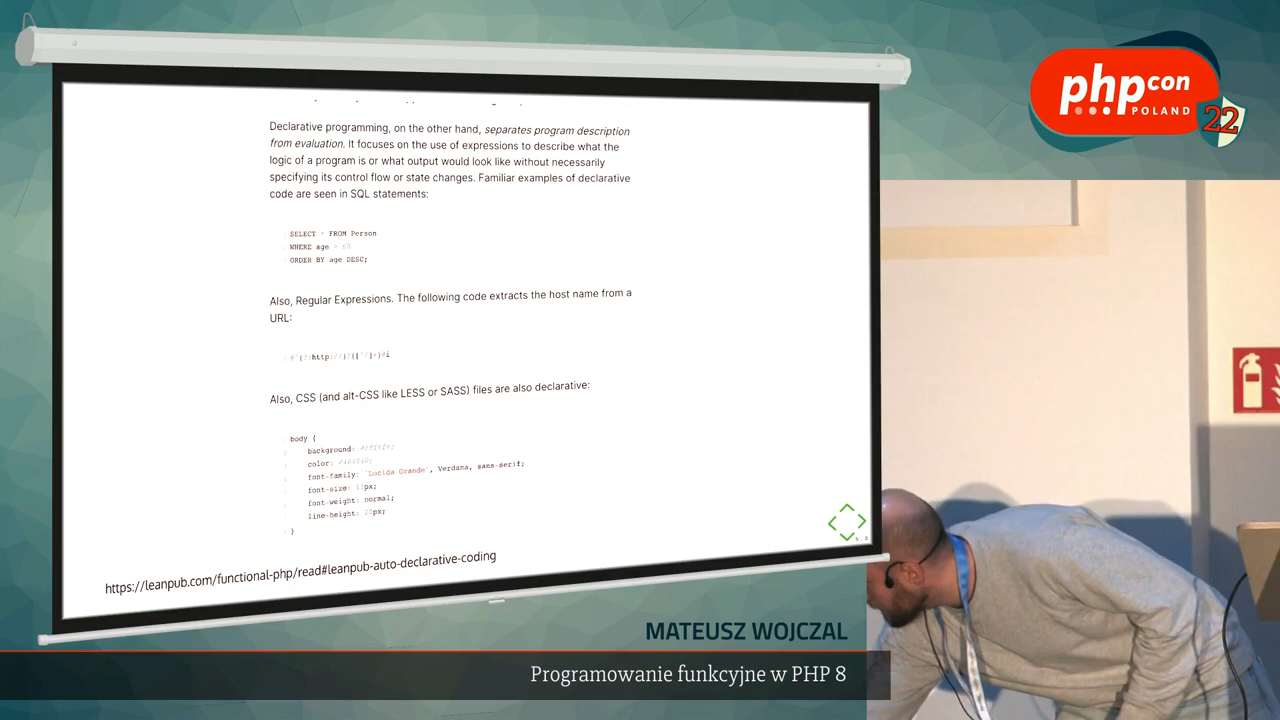 Declarative programming, on the other hand, separates program description
from evaluation. It focuses on the use of expressions to describe what the
logic of a program is or what output would look like without necessarily
specifying its control flow or state changes. Familiar examples of declarative
code are seen in SQL statements:
SELECT * FROM Person
WHERE age > 60
ORDER BY age DESC;
Also, Regular Expressions. The following code extracts the host name from a
URL:
Also, CSS (and alt-CSS like LESS or SASS) files are also declarative:
body {
background:
color: #404040;
font-family: 'Lucida Grande', Verdana, sans-serif;
font-size: 13px;
font-weight: normal;
line-height: 20px;
}
https://leanpub.com/functional-php/read#leanpub-auto-declarative-coding
phpcon
POLAND
22
MATEUSZ WOJCZAL
Programowanie funkcyjne w PHP 8